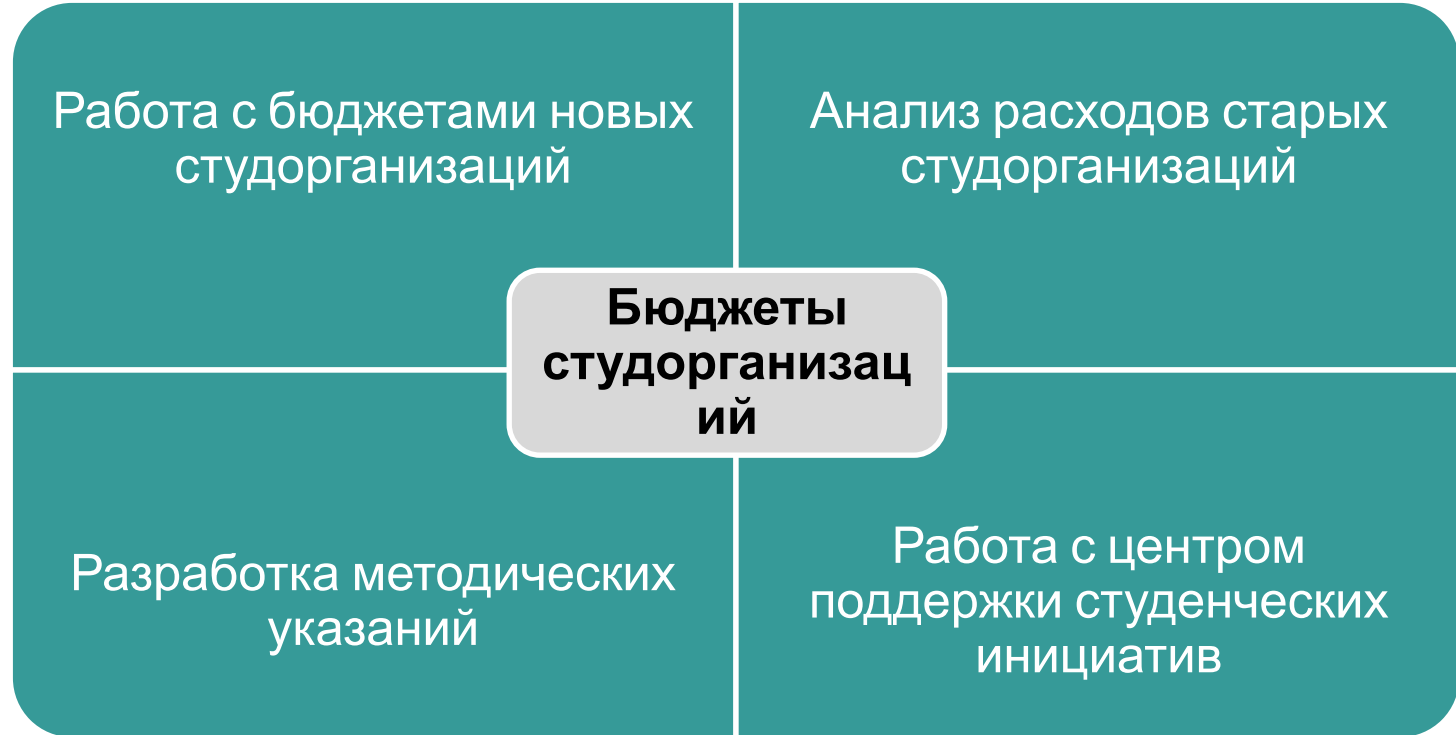 Работа с бюджетами новых
студорганизаций
Анализ расходов старых
студорганизаций
Бюджеты
студорганизац
ий
Разработка методических
указаний
Работа с центром
поддержки студенческих
инициатив